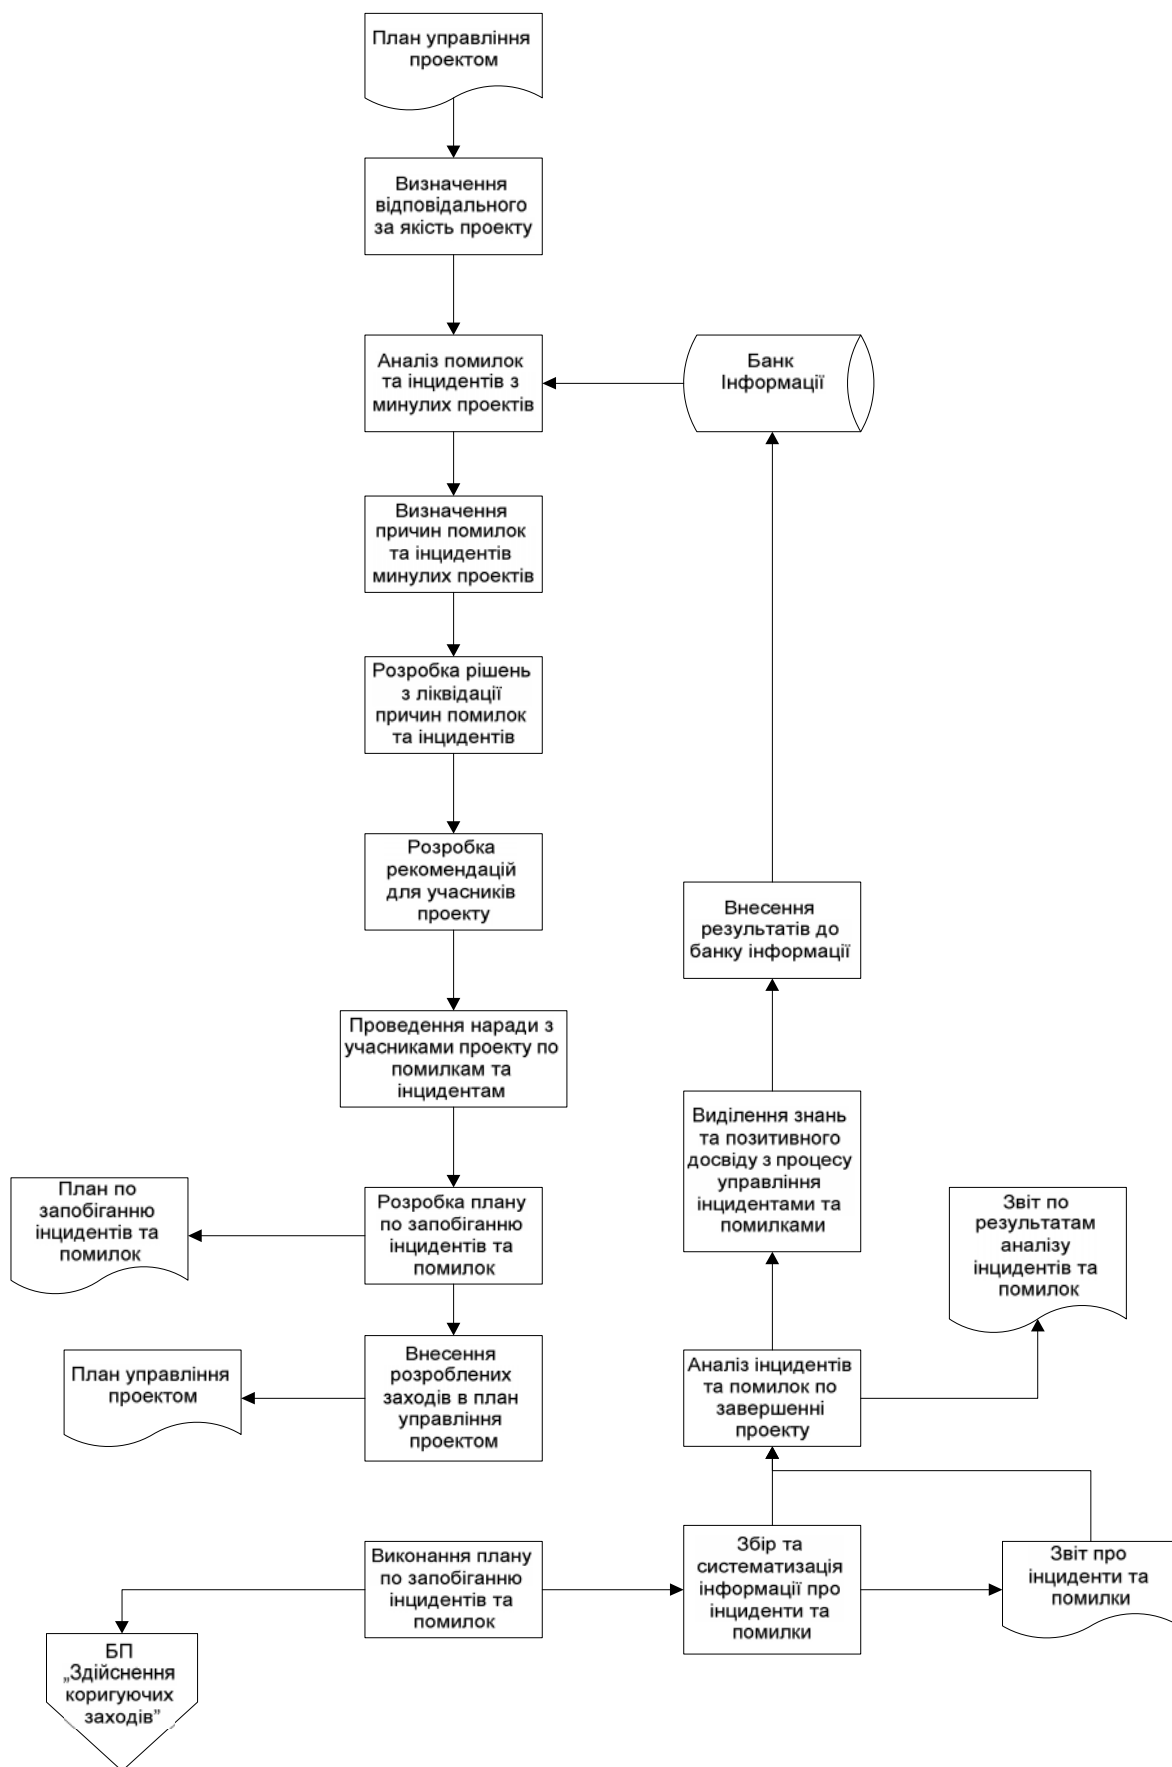 План управління
проектом
Визначення
відповідального
за якість проекту
Аналіз помилок
та інцидентів з
минулих проектів
Банк
Інформації
Визначення
причин помилок
та інцидентів
минулих проектів
Розробка рішень
з ліквідації
причин помилок
та інцидентів
Розробка
рекомендацій
для учасників
проекту
Внесення
результатів до
банку інформації
Проведення наради з
учасниками проекту по
помилкам та
інцидентам
Виділення знань
та позитивного
досвіду з процесу
управління
інцидентами та
помилками
План по
запобіганню
інцидентів та
помилок
Розробка плану
по запобіганню
інцидентів та
помилок
Звіт по
результатам
аналізу
інцидентів та
помилок
План управління
проектом
Внесення
розроблених
заходів в план
управління
проектом
Аналіз інцидентів
та помилок по
завершенні
проекту
Виконання плану
по запобіганню
інцидентів та
помилок
Збір та
систематизація
інформації про
інциденти та
помилки
Звіт про
інциденти та
помилки
БП
„Здійснення
коригуючих
заходів”